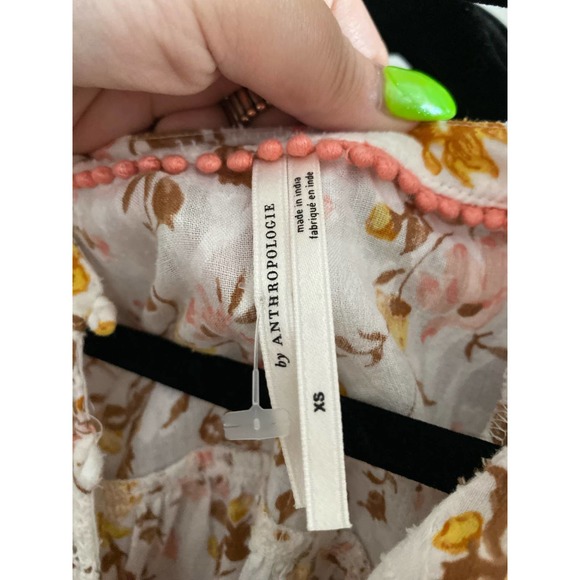 by ANTHROPOLOGIE
made in india
fabriqué en inde
XS